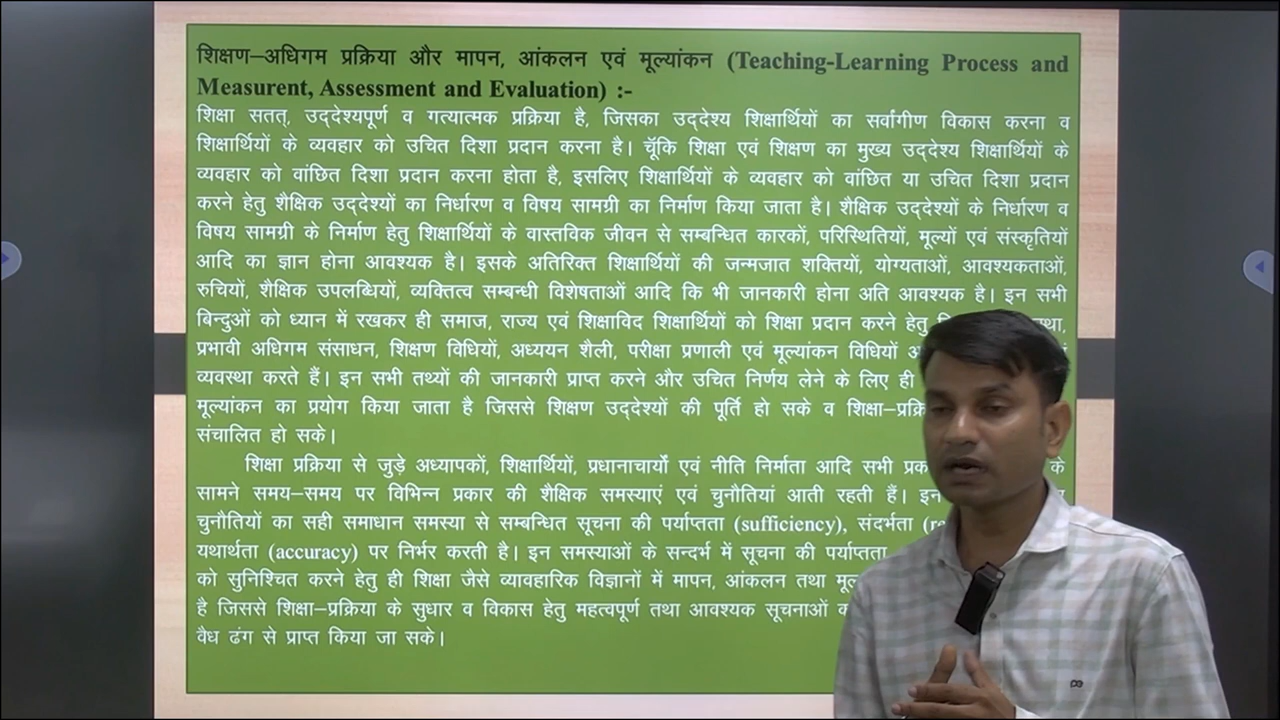 शिक्षण–अधिगम प्रक्रिया और मापन, आंकलन एवं मूल्यांकन (Teaching-Learning Process and
Measurent, Assessment and Evaluation) :-
शिक्षा सतत्, उद्देश्यपूर्ण व गत्यात्मक प्रक्रिया है, जिसका उद्देश्य शिक्षार्थियों का सर्वांगीण विकास करना व
शिक्षार्थियों के व्यवहार को उचित दिशा प्रदान करना है। चूॅकि शिक्षा एवं शिक्षण का मुख्य उद्देश्य शिक्षार्थियों के
व्यवहार को वांछित दिशा प्रदान करना होता है, इसलिए शिक्षार्थियों के व्यवहार को वांछित या उचित दिशा प्रदान
करने हेतु शैक्षिक उद्देश्यों का निर्धारण व विषय सामग्री का निर्माण किया जाता है। शैक्षिक उद्देश्यों के निर्धारण व
विषय सामग्री के निर्माण हेतु शिक्षार्थियों के वास्तविक जीवन से सम्बन्धित कारकों, परिस्थितियों, मूल्यों एवं संस्कृतियों
आदि का ज्ञान होना आवश्यक है। इसके अतिरिक्त शिक्षार्थियों की जन्मजात शक्तियों, योग्यताओं, आवश्यकताओं,
रुचियों, शैक्षिक उपलब्धियों, व्यक्तित्व सम्बन्धी विशेषताओं आदि कि भी जानकारी होना अति आवश्यक है। इन सभी
बिन्दुओं को ध्यान में रखकर ही समाज, राज्य एवं शिक्षाविद शिक्षार्थियों को शिक्षा प्रदान करने हेतु
प्रभावी अधिगम संसाधन, शिक्षण विधियों, अध्ययन शैली, परीक्षा प्रणाली एवं मूल्यांकन विधियों
व्यवस्था करते हैं। इन सभी तथ्यों की जानकारी प्राप्त करने और उचित निर्णय लेने के लिए ही
मूल्यांकन का प्रयोग किया जाता है जिससे शिक्षण उद्देश्यों की पूर्ति हो सके व
संचालित हो सके।
शिक्षा प्रक्रिया से जुड़े अध्यापकों, शिक्षार्थियों, प्रधानाचार्यों एवं नीति निर्माता आदि सभी के
सामने समय–समय पर विभिन्न प्रकार की शैक्षिक समस्याएं एवं चुनौतियां आती रहती हैं।
चुनौतियों का सही समाधान समस्या से सम्बन्धित सूचना की पर्याप्तता (sufficiency), संदर्भता
यथार्थता (accuracy) पर निर्भर करती है। इन समस्याओं के सन्दर्भ में सूचना की पर्याप्तता
को सुनिश्चित करने हेतु ही शिक्षा जैसे व्यावहारिक विज्ञानों में मापन, आंकलन तथा
है जिससे शिक्षा–प्रक्रिया के सुधार व विकास हेतु महत्वपूर्ण तथा आवश्यक सूचनाओं
वैध ढंग से प्राप्त किया जा सके।